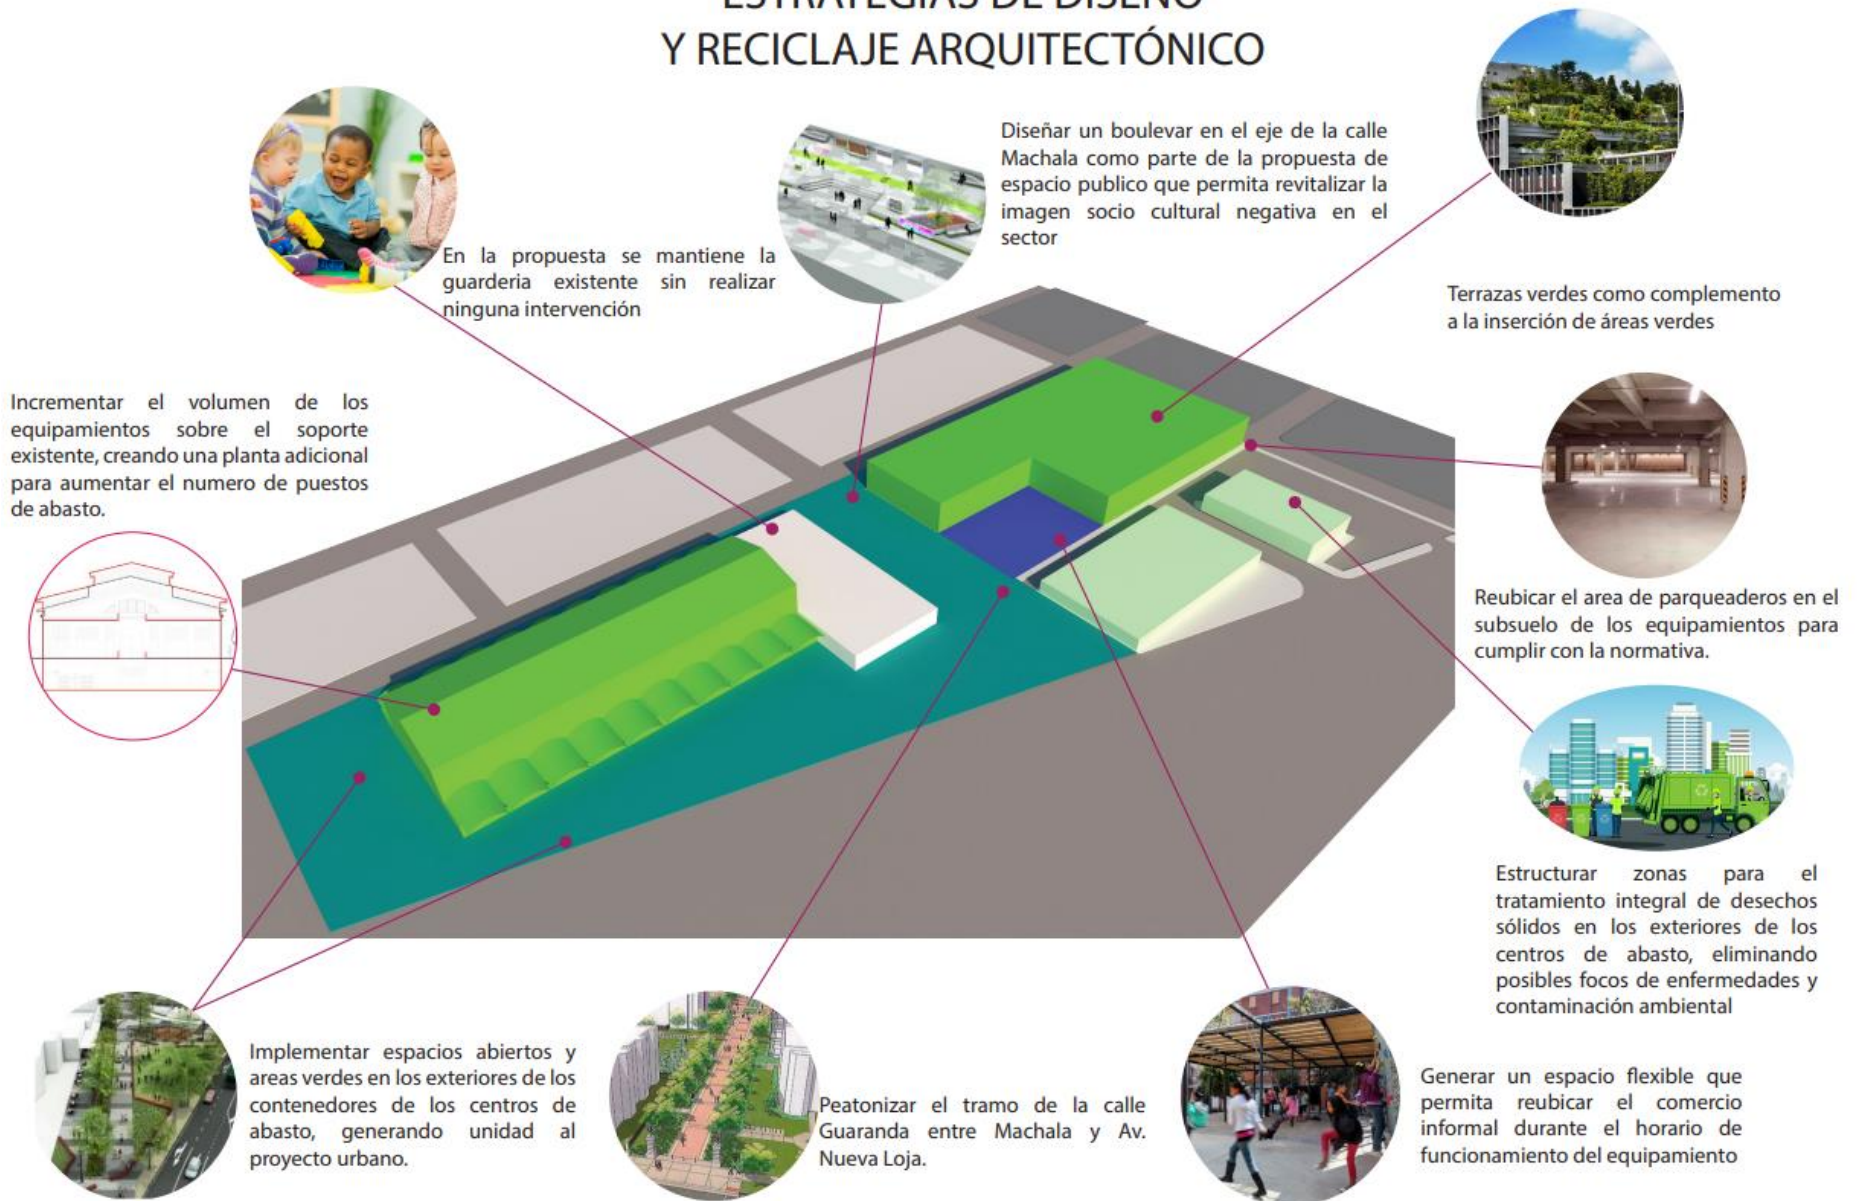 ESTRATEGIAS DE DISEÑO
Y RECICLAJE ARQUITECTÓNICO
En la propuesta se mantiene la
guarderia existente sin realizar
ninguna intervención
Diseñar un boulevar en el eje de la calle
Machala como parte de la propuesta de
espacio publico que permita revitalizar la
imagen socio cultural negativa en el
sector
Terrazas verdes como complemento
a la inserción de áreas verdes
Incrementar el volumen de los
equipamientos sobre el soporte
existente, creando una planta adicional
para aumentar el numero de puestos
de abasto.
Reubicar el area de parqueaderos en el
subsuelo de los equipamientos para
cumplir con la normativa.
Estructurar zonas para el
tratamiento integral de desechos
sólidos en los exteriores de los
centros de abasto, eliminando
posibles focos de enfermedades y
contaminación ambiental
Implementar espacios abiertos y
areas verdes en los exteriores de los
contenedores de los centros de
abasto, generando unidad al
proyecto urbano.
Peatonizar el tramo de la calle
Guaranda entre Machala y Av.
Nueva Loja.
Generar un espacio flexible que
permita reubicar el comercio
informal durante el horario de
funcionamiento del equipamiento